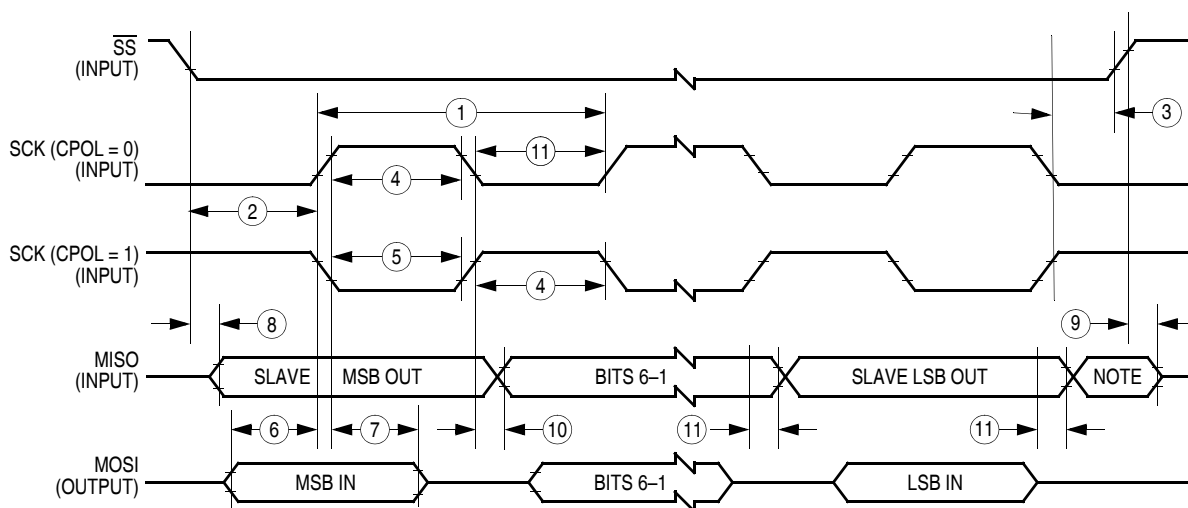 SS
(INPUT)
1
3
SCK (CPOL = 0)
(INPUT)
11
4
2
SCK (CPOL = 1)
(INPUT)
5
4
8
9
MISO
(INPUT)
SLAVE MSB OUT
BITS 6–1
SLAVE LSB OUT
NOTE
6
7
10
11
11
MOSI
(OUTPUT)
MSB IN
BITS 6–1
LSB IN